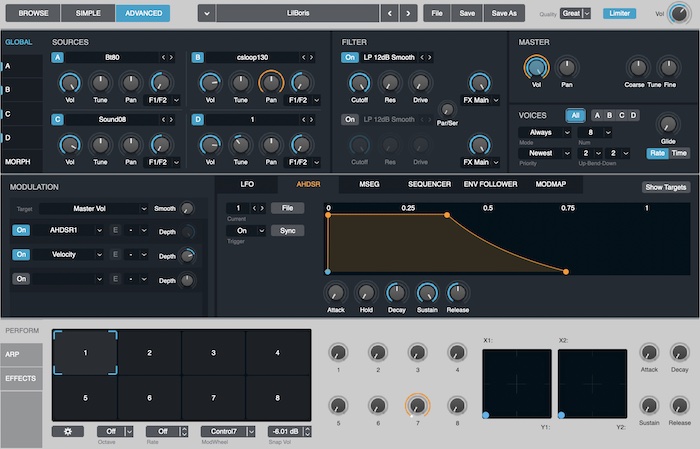 BROWSE SIMPLE ADVANCED LilBoris File Save Save As Quality Great Limiter Vol
GLOBAL SOURCES FILTER MASTER
A Bt80 B csloop130 On LP 12dB Smooth
A
Vol Tune Pan F1/F2 Vol Tune Pan F1/F2 Cutoff Res Drive FX Main Vol Pan Coarse Tune Fine
B
C
C Sound08 D 1 On LP 12dB Smooth Par/Ser VOICES All A B C D
D
Always 8 Glide
Mode Num
MORPH Vol Tune Pan F1/F2 Vol Tune Pan F1/F2 Cutoff Res Drive FX Main Newest 2 2 Rate Time
Priority Up-Bend-Down
MODULATION LFO AHDSR MSEG SEQUENCER ENV FOLLOWER MODMAP Show Targets
Target Master Vol Smooth 1 File 0 0.25 0.5 0.75 1
Current
On AHDSR1 E - Depth On Sync
Trigger
On Velocity E - Depth
On E - Depth
Attack Hold Decay Sustain Release
PERFORM X1: X2:
ARP 1 2 3 4
1 2 3 4 Attack Decay
EFFECTS
5 6 7 8
5 6 7 8 Y1: Y2: Sustain Release
Off Off Control7 -6.01 dB
Octave Rate ModWheel Snap Vol